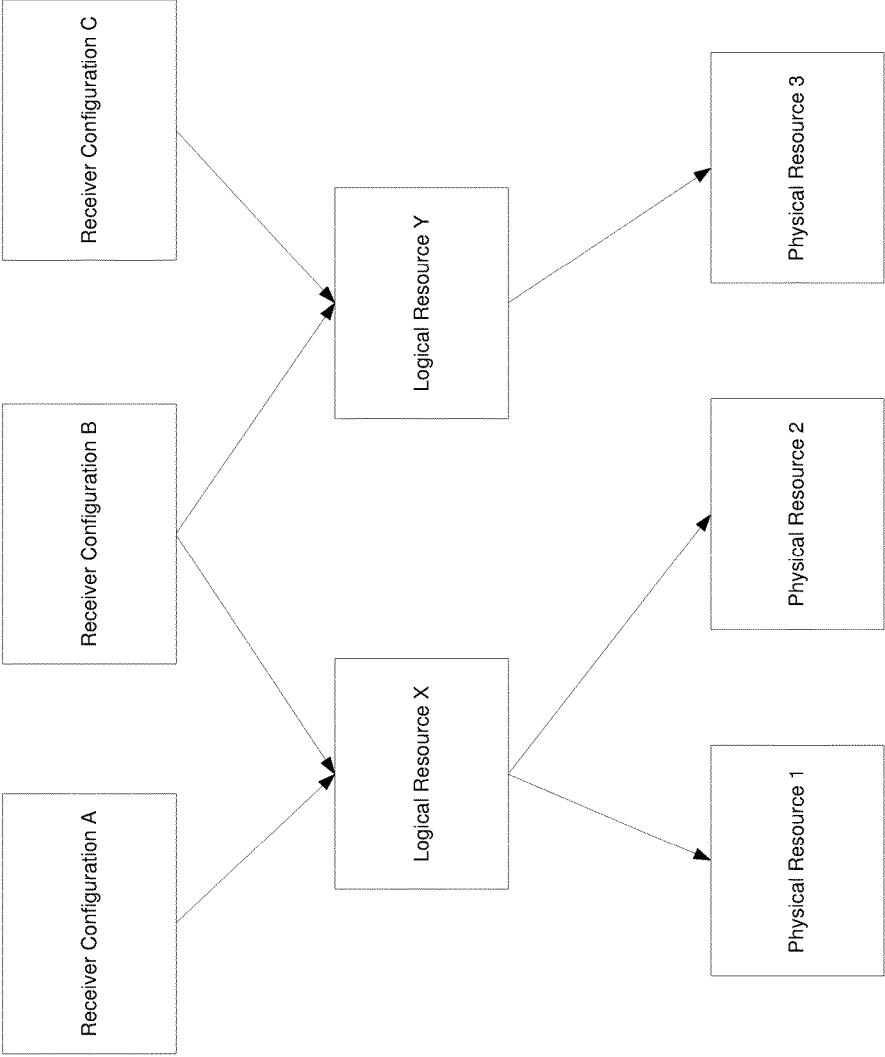 Receiver Configuration A
Receiver Configuration B
Receiver Configuration C
Logical Resource X
Logical Resource Y
Physical Resource 1
Physical Resource 2
Physical Resource 3